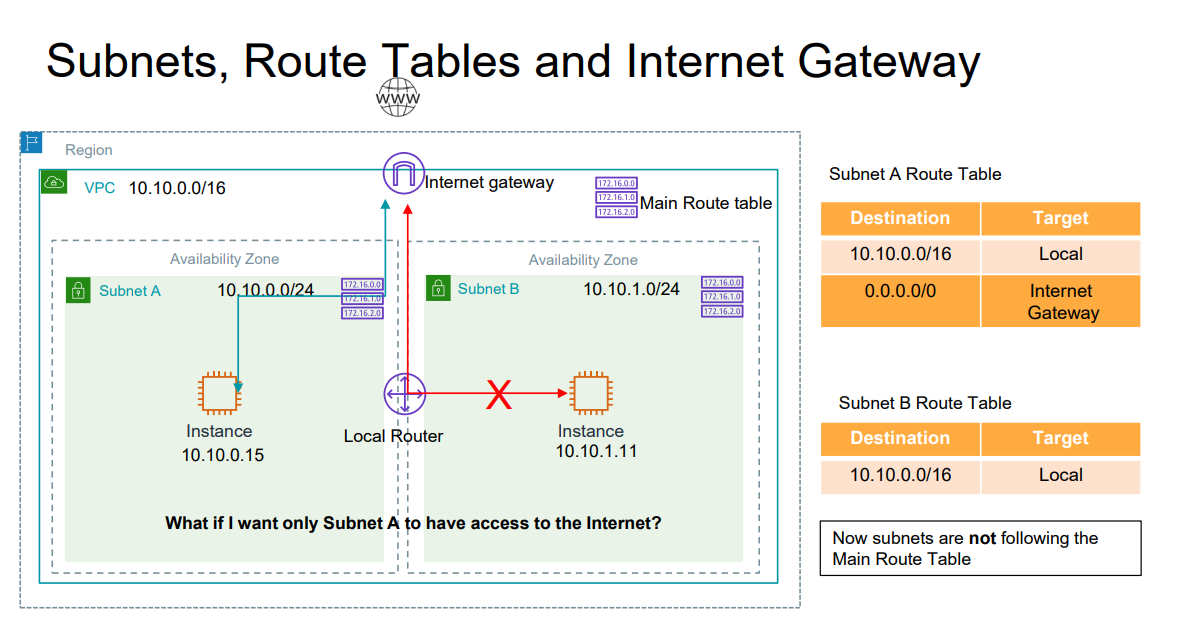 Subnets, Route Tables and Internet Gateway
WWW
Region
VPC 10.10.0.0/16
Internet gateway
172.16.0.0
172.16.1.0
172.16.2.0
Main Route table
Availability Zone
Subnet A 10.10.0.0/24
172.16.0.0
172.16.1.0
172.16.2.0
Instance
10.10.0.15
Local Router
Availability Zone
Subnet B 10.10.1.0/24
172.16.0.0
172.16.1.0
172.16.2.0
X
Instance
10.10.1.11
What if I want only Subnet A to have access to the Internet?
Subnet A Route Table
Destination Target
10.10.0.0/16 Local
0.0.0.0/0 Internet
Gateway
Subnet B Route Table
Destination Target
10.10.0.0/16 Local
Now subnets are not following the
Main Route Table